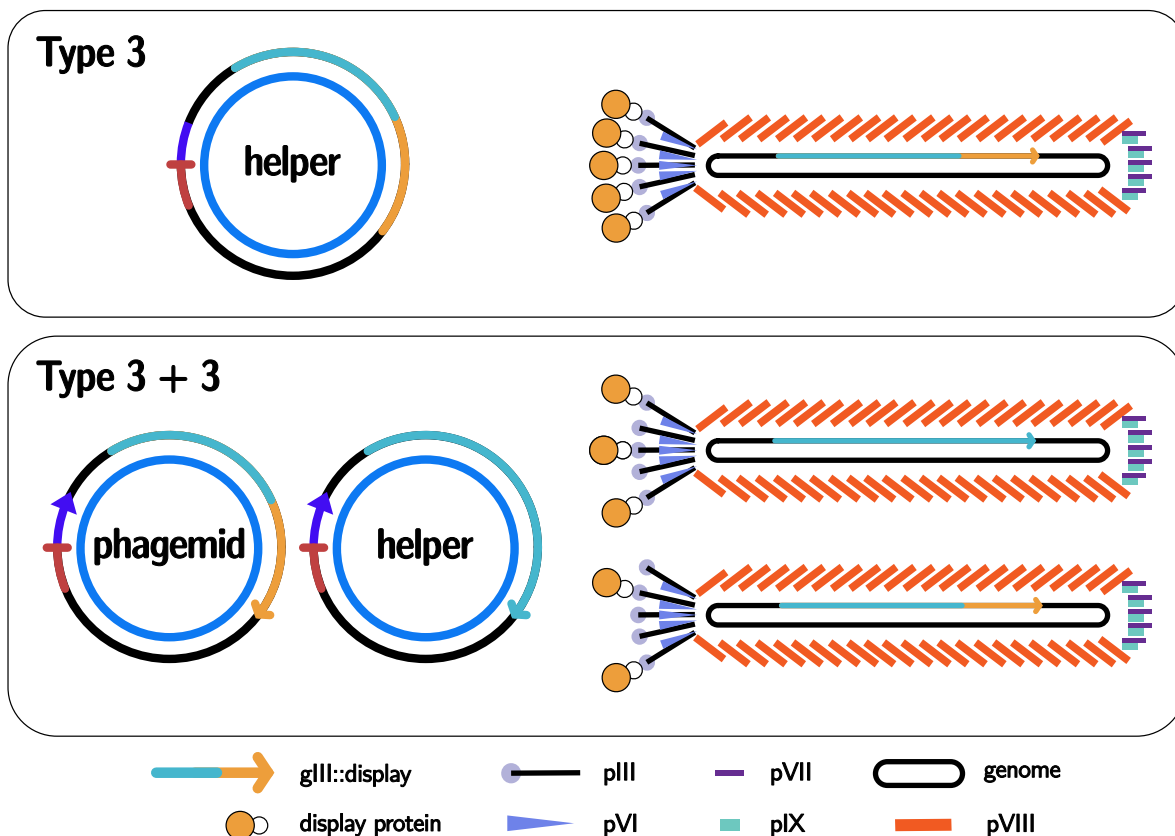 Type 3
helper
Type 3 + 3
phagemid
helper
gIII::display
pIII
pVII
genome
display protein
pVI
pIX
pVIII